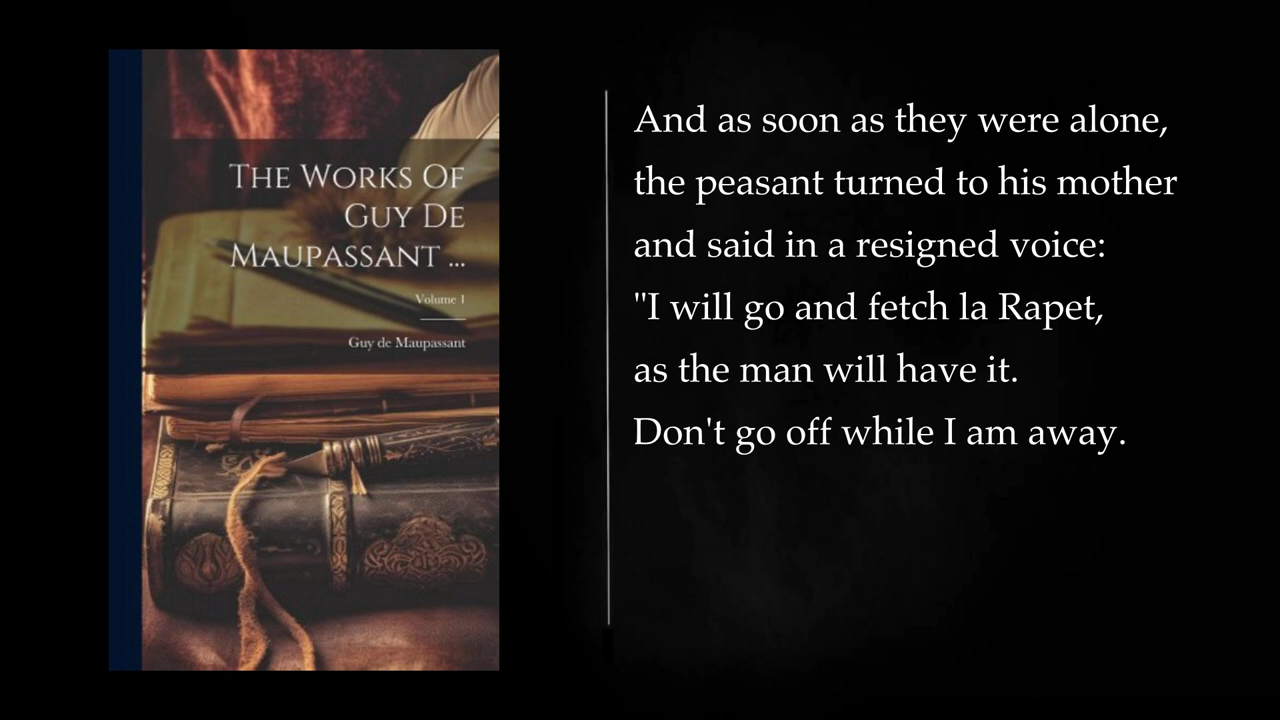 The Works Of
Guy De
Maupassant ...
Volume 1
Guy de Maupassant
And as soon as they were alone,
the peasant turned to his mother
and said in a resigned voice:
"I will go and fetch la Rapet,
as the man will have it.
Don't go off while I am away.